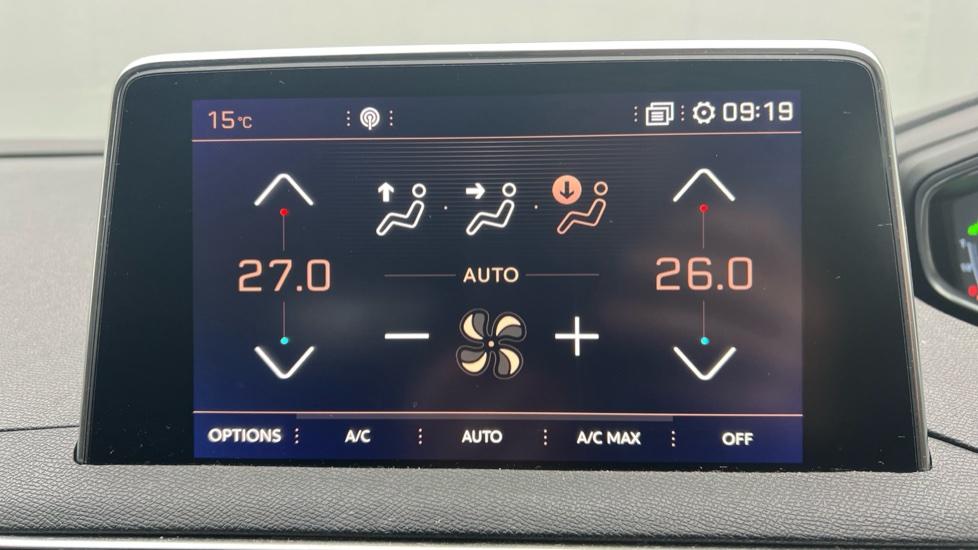 15°C 09:19
27.0 AUTO 26.0
OPTIONS A/C AUTO A/C MAX OFF